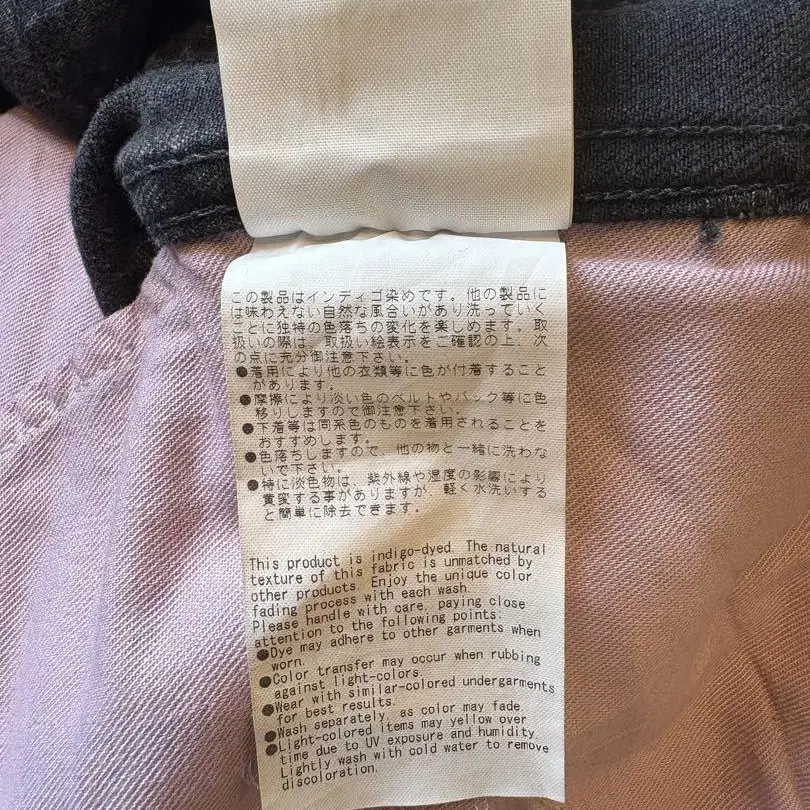 この製品はインディゴ染めです。他の製品に
は味わえない自然な風合いがあり洗っていく
ごとに独特の色落ちの変化を楽しめます。取
扱いの際は、取扱い絵表示をご確認の上、次
の点に充分御注意下さい。
●着用により他の衣類等に色が付着すること
があります。
●摩擦により淡い色のベルトやバック等に色
移りしますので御注意下さい。
●下着等は同系色のものを着用されることを
おすすめします。
●色落ちしますので、他の物と一緒に洗わな
いで下さい。
●特に淡色物は、紫外線や湿度の影響により
黄変する事がありますが、軽く水洗いする
と簡単に除去できます。
This product is indigo-dyed. The natural
texture of this fabric is unmatched by
other products. Enjoy the unique color
fading process with each wash.
Please handle with care, paying close
attention to the following points:
●Dye may adhere to other garments when
worn.
●Color transfer may occur when rubbing
against light-colors.
●Wear with similar-colored undergarments
for best results.
●Wash separately, as color may fade.
●Light-colored items may yellow over
time due to UV exposure and humidity.
Lightly wash with cold water to remove
discoloration.